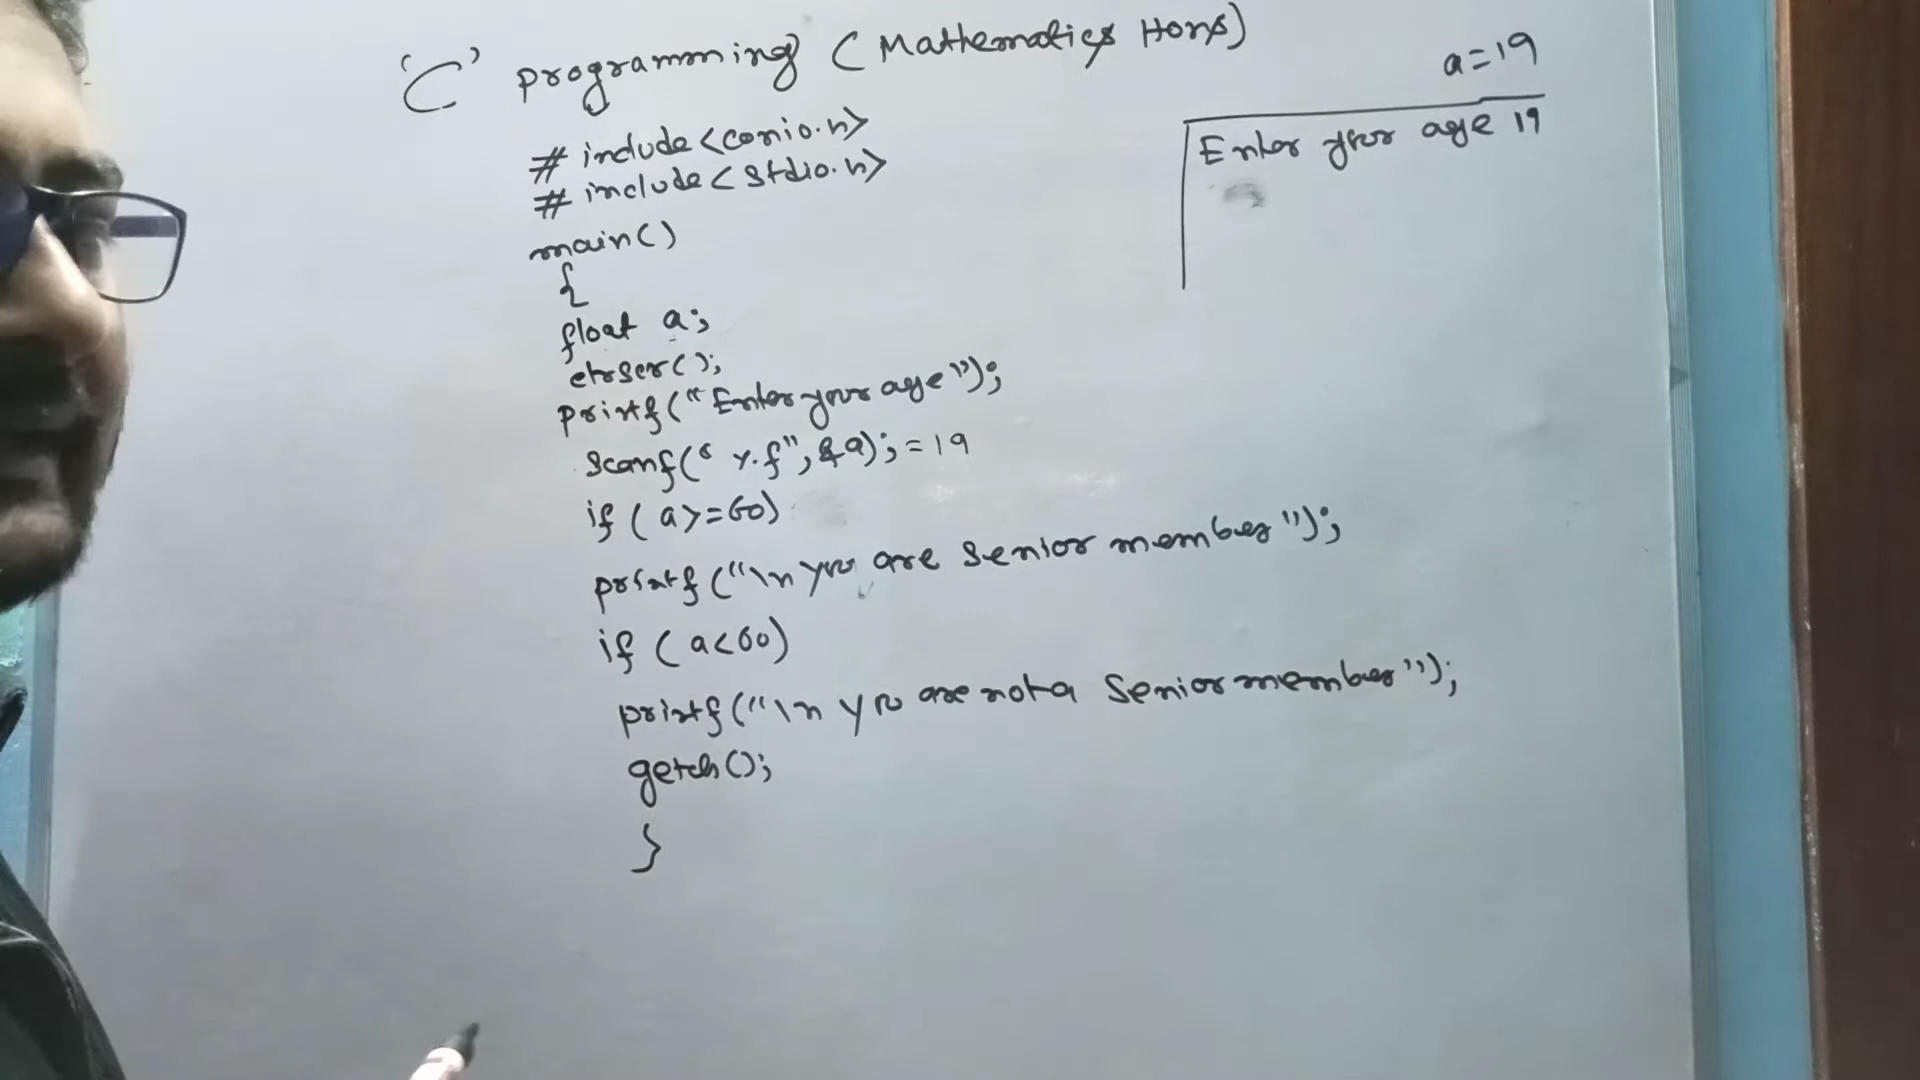 'C' Programming (Mathematics Hons)
a=19
Enter your age 19
# include<conio.h>
# include<stdio.h>
main()
{
float a;
clrscr();
printf("Enter your age");
scanf("%f",&a);=19
if (a>=60)
printf("\n you are senior member");
if (a<60)
printf("\n you are not a senior member");
getch();
}